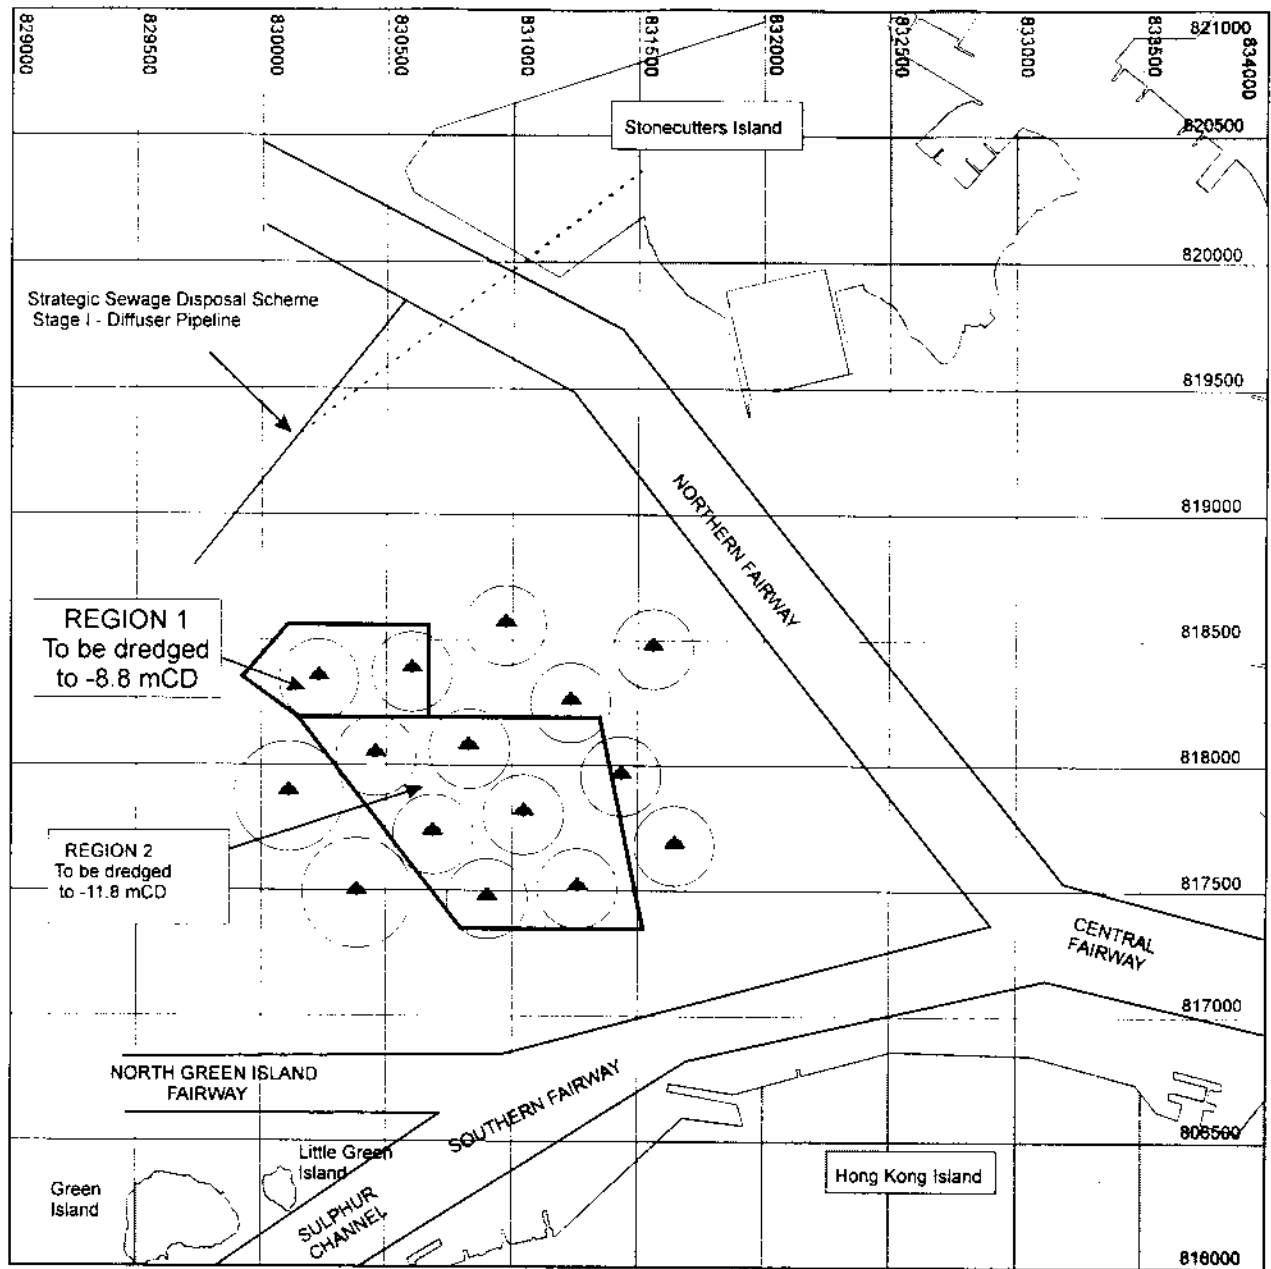 829000
829500
830000
830500
831000
831500
832000
832500
833000
833500
834000
821000
Stonecutters Island
820500
820000
Strategic Sewage Disposal Scheme
Stage I - Diffuser Pipeline
819500
NORTHERN FAIRWAY
819000
REGION 1
To be dredged
to -8.8 mCD
818500
818000
REGION 2
To be dredged
to -11.8 mCD
817500
CENTRAL
FAIRWAY
817000
NORTH GREEN ISLAND
FAIRWAY
SOUTHERN FAIRWAY
Little Green
Island
Green
Island
SULPHUR
CHANNEL
Hong Kong Island